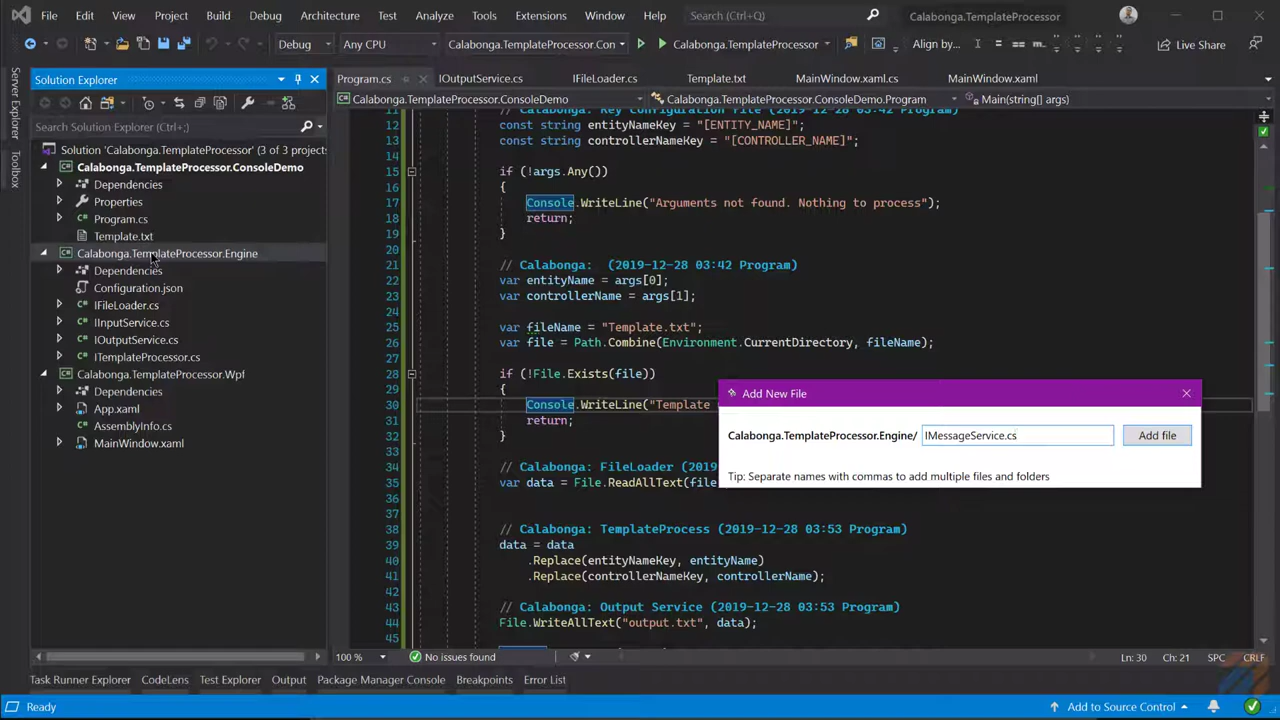 File Edit View Project Build Debug Architecture Test Analyze Tools Extensions Window Help Search (Ctrl+Q) Calabonga.TemplateProcessor
Debug Any CPU Calabonga.TemplateProcessor.Con Calabonga.TemplateProcessor Align by... Live Share
Server Explorer
Toolbox
Solution Explorer
Search Solution Explorer (Ctrl+;)
Solution 'Calabonga.TemplateProcessor' (3 of 3 projects
Calabonga.TemplateProcessor.ConsoleDemo
Dependencies
Properties
Program.cs
Template.txt
Calabonga.TemplateProcessor.Engine
Dependencies
Configuration.json
IFileLoader.cs
IInputService.cs
IOutputService.cs
ITemplateProcessor.cs
Calabonga.TemplateProcessor.Wpf
Dependencies
App.xaml
AssemblyInfo.cs
MainWindow.xaml
Program.cs IOutputService.cs IFileLoader.cs Template.txt MainWindow.xaml.cs MainWindow.xaml
Calabonga.TemplateProcessor.ConsoleDemo Calabonga.TemplateProcessor.ConsoleDemo.Program Main(string[] args)
11 // Calabonga: Key Configuration File (2019-12-28 03:42 Program)
12 const string entityNameKey = "[ENTITY_NAME]";
13 const string controllerNameKey = "[CONTROLLER_NAME]";
14
15 if (!args.Any())
16 {
17 Console.WriteLine("Arguments not found. Nothing to process");
18 return;
19 }
20
21 // Calabonga: (2019-12-28 03:42 Program)
22 var entityName = args[0];
23 var controllerName = args[1];
24
25 var fileName = "Template.txt";
26 var file = Path.Combine(Environment.CurrentDirectory, fileName);
27
28 if (!File.Exists(file))
29 {
30 Console.WriteLine("Template
31 return;
32 }
33
34 // Calabonga: FileLoader (2019
35 var data = File.ReadAllText(file
36
38 // Calabonga: TemplateProcess (2019-12-28 03:53 Program)
39 data = data
40 .Replace(entityNameKey, entityName)
41 .Replace(controllerNameKey, controllerName);
42
43 // Calabonga: Output Service (2019-12-28 03:53 Program)
44 File.WriteAllText("output.txt", data);
45
Add New File
Calabonga.TemplateProcessor.Engine/ IMessageService.cs Add file
Tip: Separate names with commas to add multiple files and folders
100 % No issues found Ln: 30 Ch: 21 SPC CRLF
Task Runner Explorer CodeLens Test Explorer Output Package Manager Console Breakpoints Error List
Ready Add to Source Control